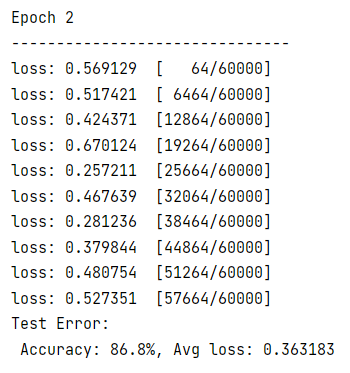 Epoch 2
-------------------------------
loss: 0.569129  [   64/60000]
loss: 0.517421  [ 6464/60000]
loss: 0.424371  [12864/60000]
loss: 0.670124  [19264/60000]
loss: 0.257211  [25664/60000]
loss: 0.467639  [32064/60000]
loss: 0.281236  [38464/60000]
loss: 0.379844  [44864/60000]
loss: 0.480754  [51264/60000]
loss: 0.527351  [57664/60000]
Test Error:
 Accuracy: 86.8%, Avg loss: 0.363183